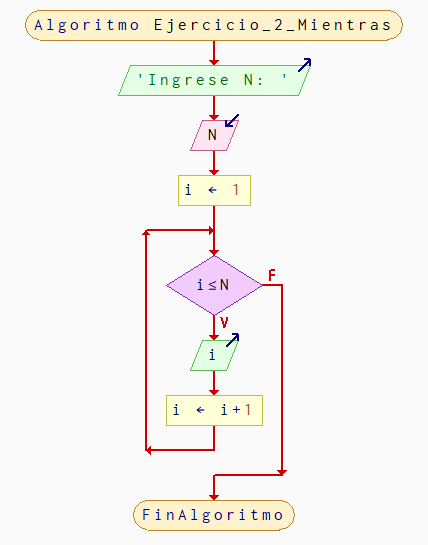 Algoritmo Ejercicio_2_Mientras
'Ingrese N: '
N
i ← 1
i≤N
F
V
i
i ← i+1
FinAlgoritmo